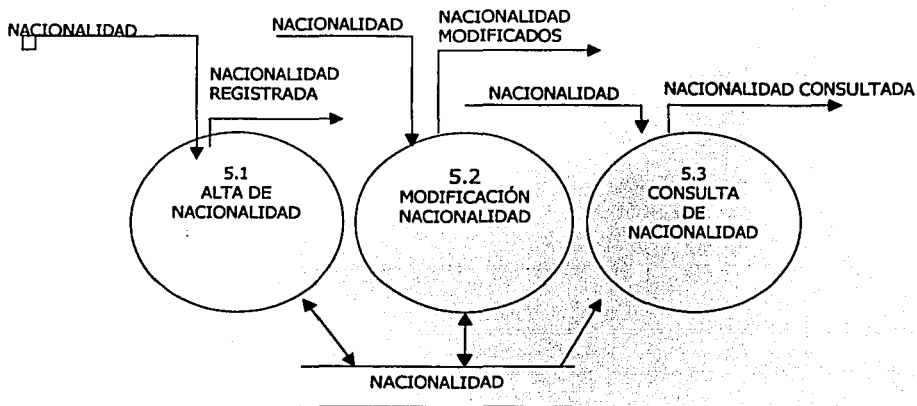 NACIONALIDAD
NACIONALIDAD
REGISTRADA
NACIONALIDAD
NACIONALIDAD
MODIFICADOS
NACIONALIDAD
NACIONALIDAD CONSULTADA
5.1
ALTA DE
NACIONALIDAD
5.2
MODIFICACIÓN
NACIONALIDAD
5.3
CONSULTA
DE
NACIONALIDAD
NACIONALIDAD